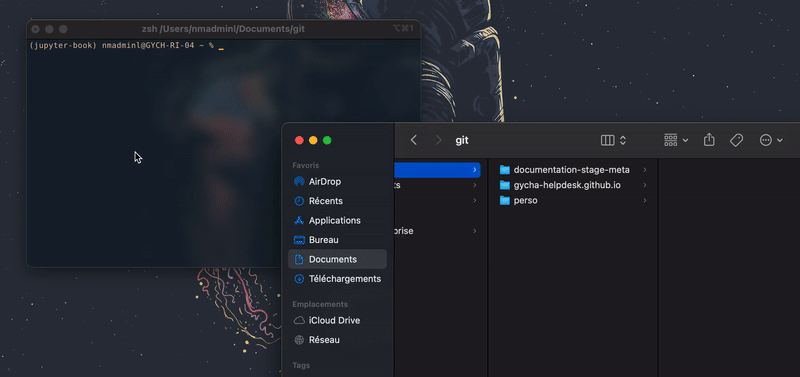 zsh /Users/nmadminl/Documents/git
⌥⌘1
(jupyter-book) nmadminl@GYCH-RI-04 ~ %
git
Favoris
AirDrop
Récents
Applications
Bureau
Documents
Téléchargements
Emplacements
iCloud Drive
Réseau
Tags
ts
prise
documentation-stage-meta
gycha-helpdesk.github.io
perso